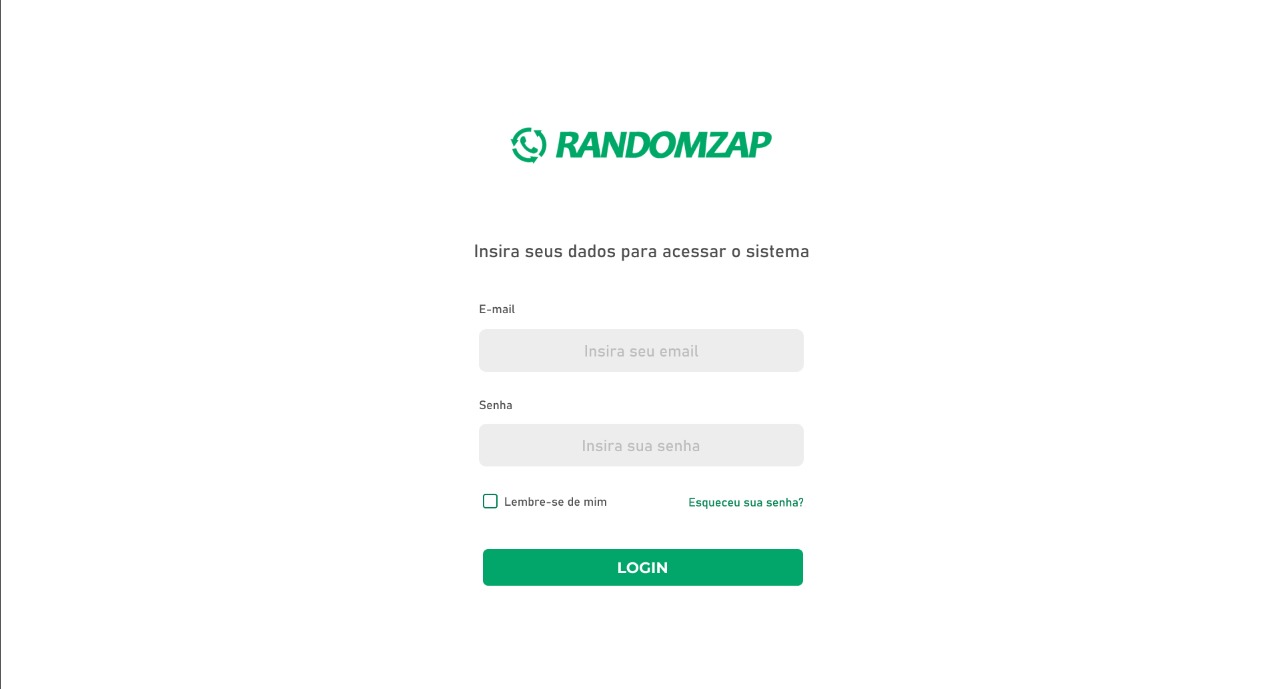 RANDOMZAP
Insira seus dados para acessar o sistema
E-mail
Insira seu email
Senha
Insira sua senha
Lembre-se de mim Esqueceu sua senha?
LOGIN